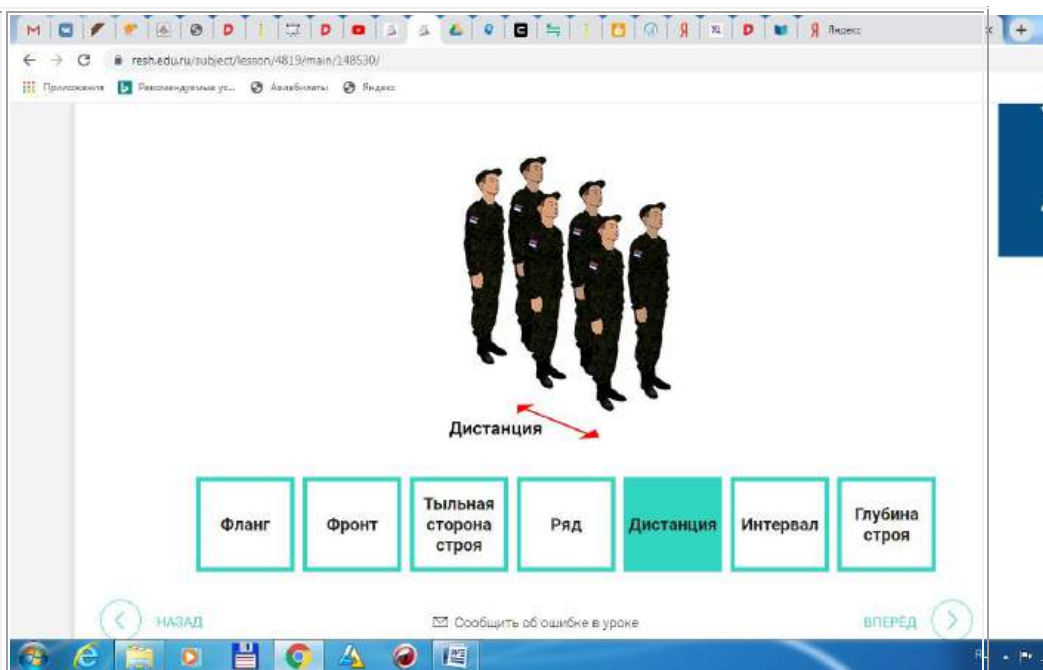 Яндекс
resh.edu.ru/subject/lesson/4819/main/148530/
Приложения Рекомендуемые уз... Авиабилеты Яндекс
Дистанция
Фланг
Фронт
Тыльная
сторона
строя
Ряд
Дистанция
Интервал
Глубина
строя
НАЗАД
Сообщить об ошибке в уроке
ВПЕРЁД